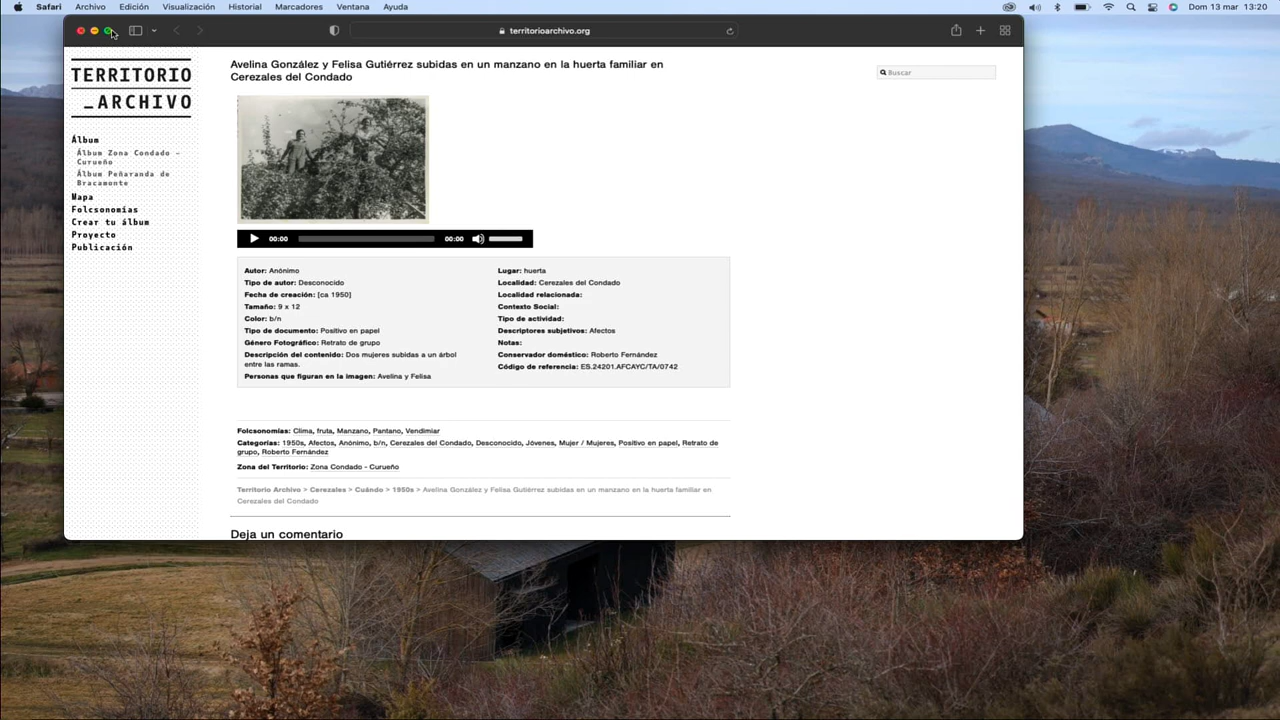 Safari Archivo Edición Visualización Historial Marcadores Ventana Ayuda
Dom 13 mar 13:20
territorioarchivo.org
TERRITORIO
_ARCHIVO
Álbum
Álbum Zona Condado –
Curueño
Álbum Peñaranda de
Bracamonte
Mapa
Folcsonomías
Crear tu álbum
Proyecto
Publicación
Avelina González y Felisa Gutiérrez subidas en un manzano en la huerta familiar en
Cerezales del Condado
Buscar
00:00 00:00
Autor: Anónimo
Tipo de autor: Desconocido
Fecha de creación: [ca 1950]
Tamaño: 9 x 12
Color: b/n
Tipo de documento: Positivo en papel
Género Fotográfico: Retrato de grupo
Descripción del contenido: Dos mujeres subidas a un árbol
entre las ramas.
Personas que figuran en la imagen: Avelina y Felisa
Lugar: huerta
Localidad: Cerezales del Condado
Localidad relacionada:
Contexto Social:
Tipo de actividad:
Descriptores subjetivos: Afectos
Notas:
Conservador doméstico: Roberto Fernández
Código de referencia: ES.24201.AFCAYC/TA/0742
Folcsonomías: Clima, fruta, Manzano, Pantano, Vendimiar
Categorías: 1950s, Afectos, Anónimo, b/n, Cerezales del Condado, Desconocido, Jóvenes, Mujer / Mujeres, Positivo en papel, Retrato de
grupo, Roberto Fernández
Zona del Territorio: Zona Condado - Curueño
Territorio Archivo > Cerezales > Cuándo > 1950s > Avelina González y Felisa Gutiérrez subidas en un manzano en la huerta familiar en
Cerezales del Condado
Deja un comentario